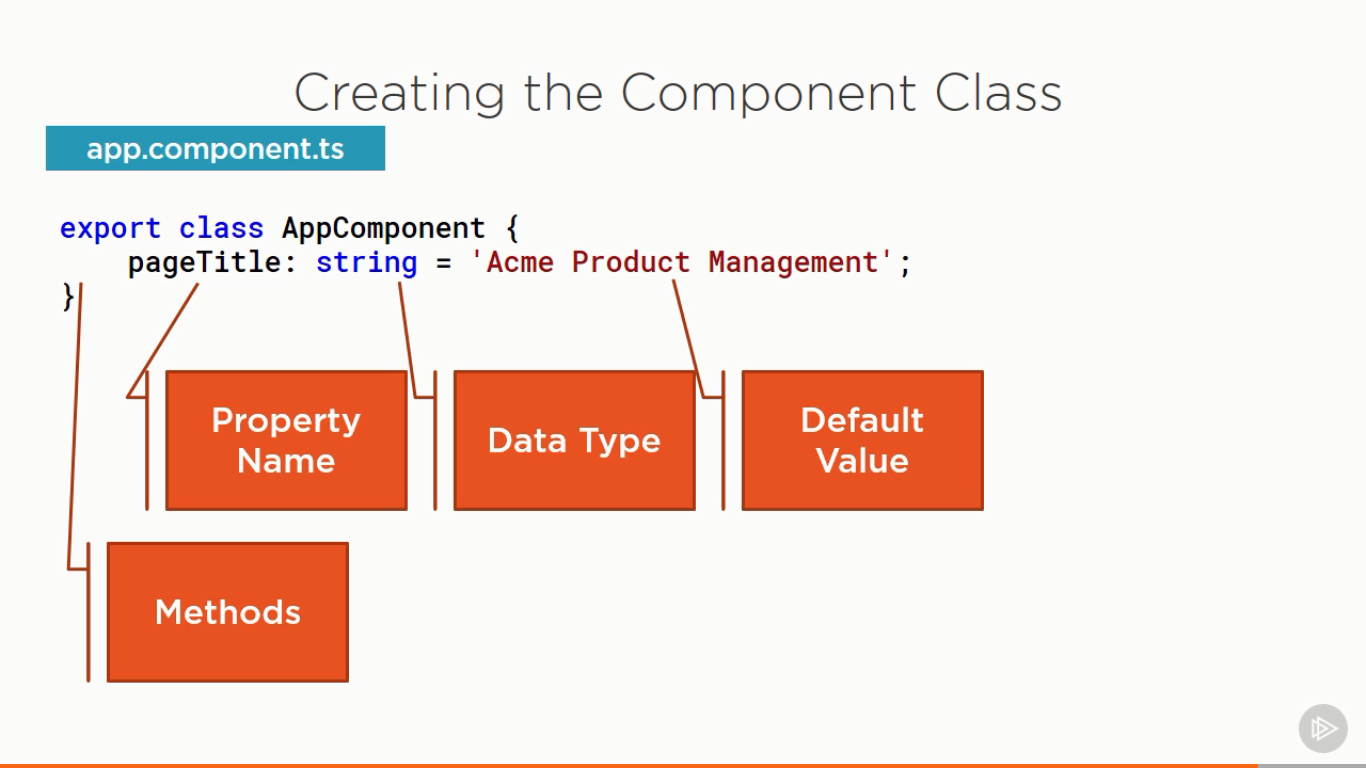 Creating the Component Class
app.component.ts
export class AppComponent {
    pageTitle: string = 'Acme Product Management';
}
Property
Name
Data Type
Default
Value
Methods